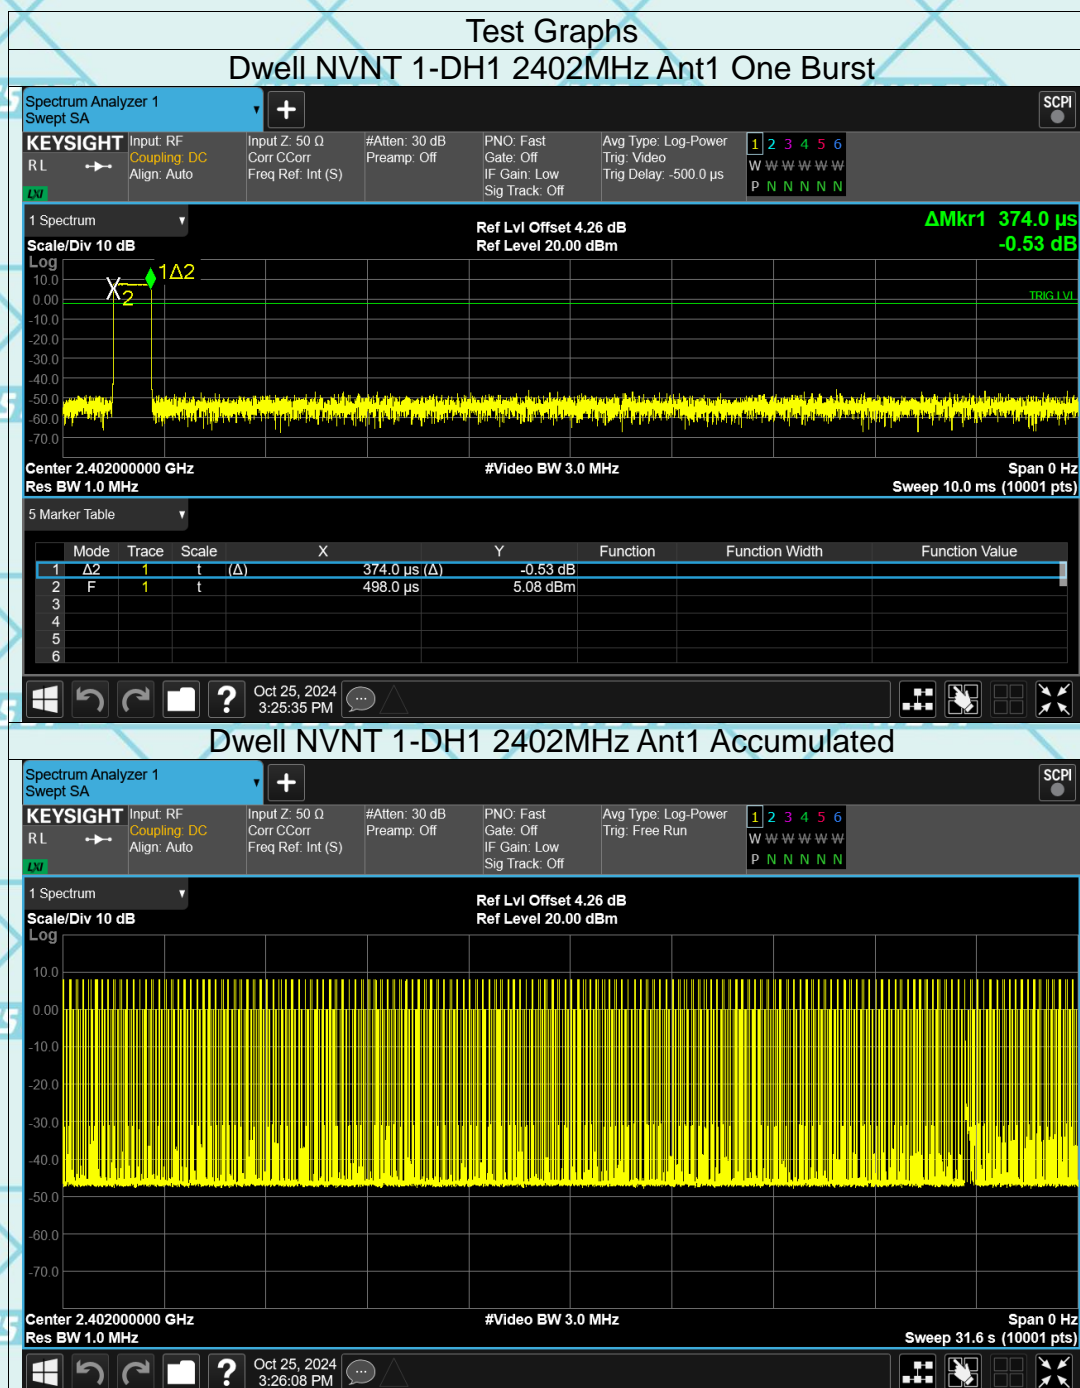 Test Graphs
Dwell NVNT 1-DH1 2402MHz Ant1 One Burst
Spectrum Analyzer 1
Swept SA
SCPI
KEYSIGHT Input: RF Input Z: 50 Ω #Atten: 30 dB PNO: Fast Avg Type: Log-Power 1 2 3 4 5 6
RL Coupling: DC Corr CCorr Preamp: Off Gate: Off Trig: Video W W W W W W
Align: Auto Freq Ref: Int (S) IF Gain: Low Trig Delay: -500.0 µs P N N N N N
LXI Sig Track: Off
1 Spectrum Ref Lvl Offset 4.26 dB ΔMkr1 374.0 µs
Scale/Div 10 dB Ref Level 20.00 dBm -0.53 dB
Log
1Δ2
10.0
2
0.00
TRIG LVL
-10.0
-20.0
-30.0
-40.0
-50.0
-60.0
-70.0
Center 2.402000000 GHz #Video BW 3.0 MHz Span 0 Hz
Res BW 1.0 MHz Sweep 10.0 ms (10001 pts)
5 Marker Table
Mode Trace Scale X Y Function Function Width Function Value
1 Δ2 1 t (Δ) 374.0 µs (Δ) -0.53 dB
2 F 1 t 498.0 µs 5.08 dBm
3
4
5
6
? Oct 25, 2024
3:25:35 PM
Dwell NVNT 1-DH1 2402MHz Ant1 Accumulated
Spectrum Analyzer 1
Swept SA
SCPI
KEYSIGHT Input: RF Input Z: 50 Ω #Atten: 30 dB PNO: Fast Avg Type: Log-Power 1 2 3 4 5 6
RL Coupling: DC Corr CCorr Preamp: Off Gate: Off Trig: Free Run W W W W W W
Align: Auto Freq Ref: Int (S) IF Gain: Low P N N N N N
LXI Sig Track: Off
1 Spectrum Ref Lvl Offset 4.26 dB
Scale/Div 10 dB Ref Level 20.00 dBm
Log
10.0
0.00
-10.0
-20.0
-30.0
-40.0
-50.0
-60.0
-70.0
Center 2.402000000 GHz #Video BW 3.0 MHz Span 0 Hz
Res BW 1.0 MHz Sweep 31.6 s (10001 pts)
? Oct 25, 2024
3:26:08 PM